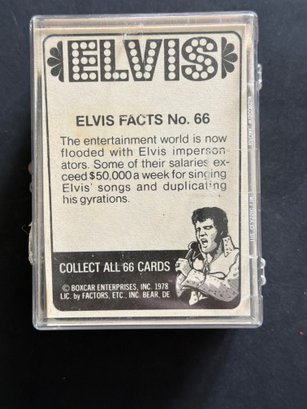 ELVIS
ELVIS FACTS No. 66
The entertainment world is now
flooded with Elvis imperson-
ators. Some of their salaries ex-
ceed $50,000 a week for singing
Elvis' songs and duplicating
his gyrations.
COLLECT ALL 66 CARDS
© BOXCAR ENTERPRISES, INC. 1978
LIC. by FACTORS, ETC., INC. BEAR, DE